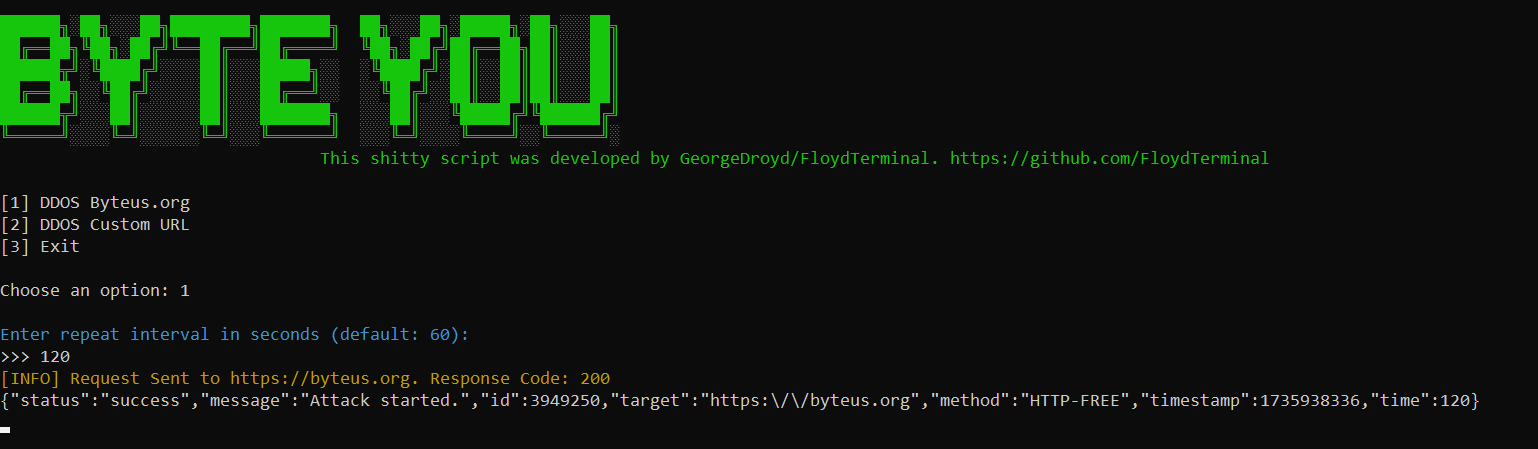 BYTE YOU
This shitty script was developed by GeorgeDroyd/FloydTerminal. https://github.com/FloydTerminal
[1] DDOS Byteus.org
[2] DDOS Custom URL
[3] Exit
Choose an option: 1
Enter repeat interval in seconds (default: 60):
>>> 120
[INFO] Request Sent to https://byteus.org. Response Code: 200
{"status":"success","message":"Attack started.","id":3949250,"target":"https:\/\/byteus.org","method":"HTTP-FREE","timestamp":1735938336,"time":120}